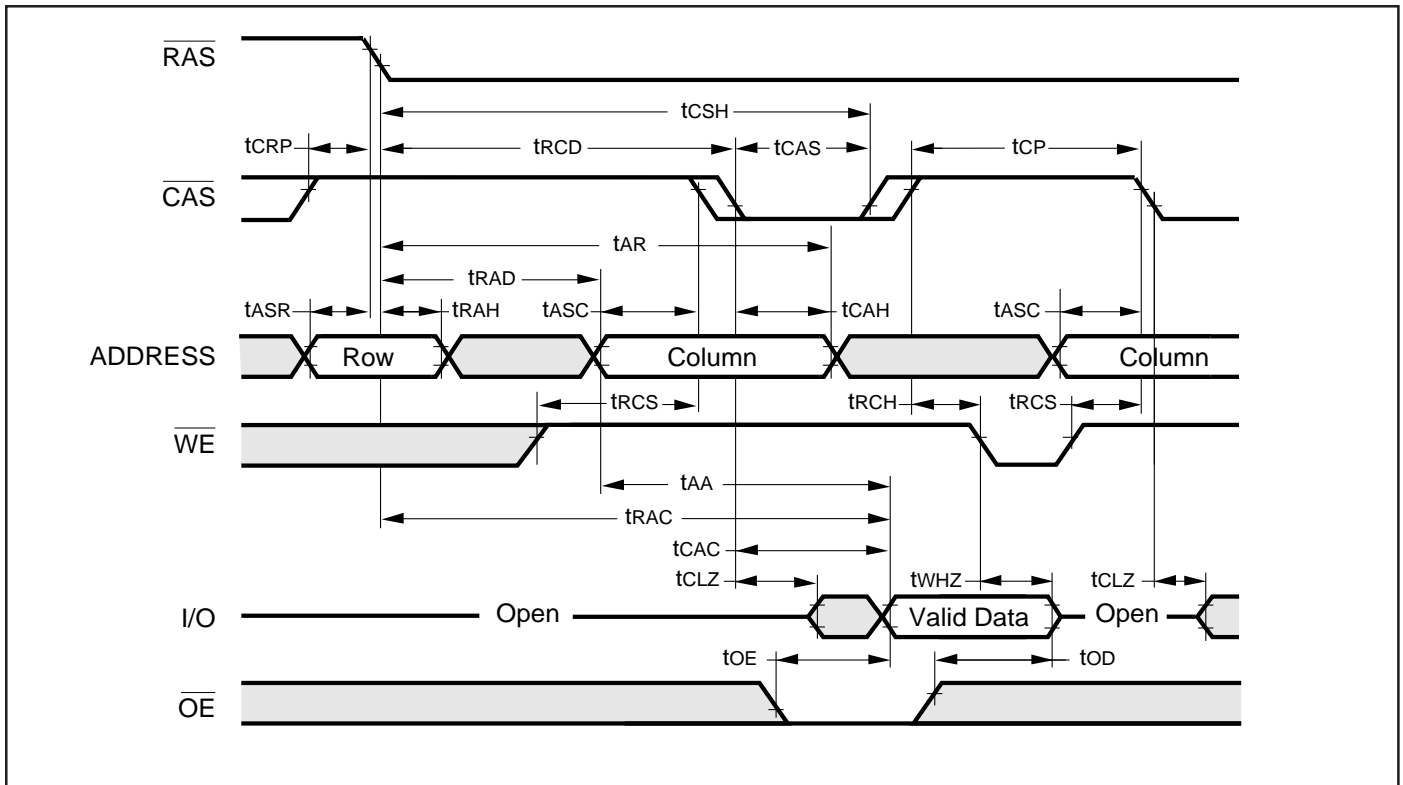 RAS
tCSH
tCRP
tRCD
tCAS
tCP
CAS
tAR
tRAD
tASR
tRAH
tASC
tCAH
tASC
ADDRESS
Row
Column
Column
tRCS
tRCH
tRCS
WE
tAA
tRAC
tCAC
tCLZ
tWHZ
tCLZ
I/O
Open
Valid Data
Open
tOE
tOD
OE